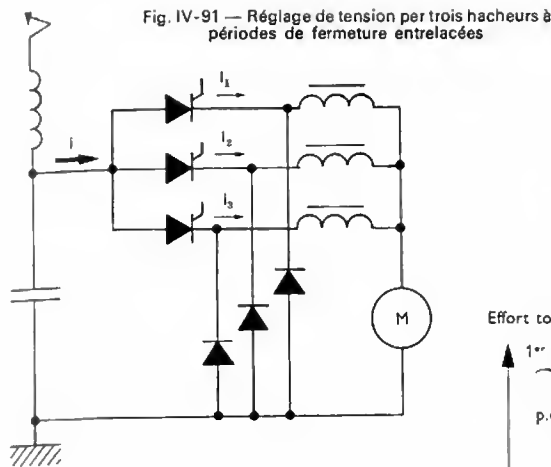 Fig. IV-91 — Réglage de tension per trois hacheurs à
périodes de fermeture entrelacées
I₁
i
I₂
I₃
M
Effort to
1er
p.